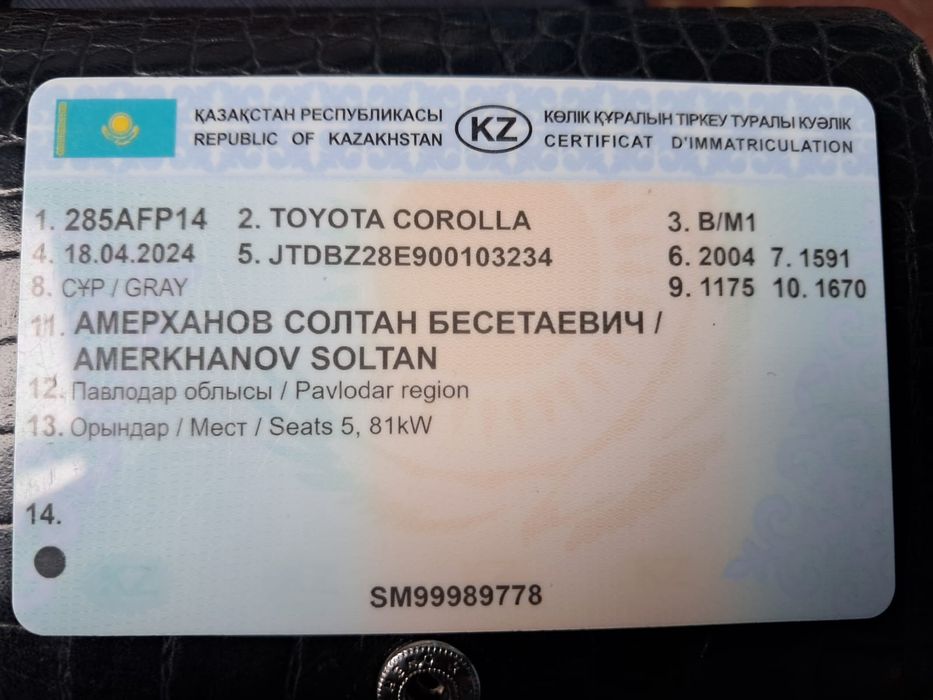 ҚАЗАҚСТАН РЕСПУБЛИКАСЫ
REPUBLIC OF KAZAKHSTAN
KZ
КӨЛІК ҚҰРАЛЫН ТІРКЕУ ТУРАЛЫ КУӘЛІК
CERTIFICAT D'IMMATRICULATION
1. 285AFP14 2. TOYOTA COROLLA 3. B/M1
4. 18.04.2024 5. JTDBZ28E900103234 6. 2004 7. 1591
8. СҰР / GRAY 9. 1175 10. 1670
11. АМЕРХАНОВ СОЛТАН БЕСЕТАЕВИЧ /
AMERKHANOV SOLTAN
12. Павлодар облысы / Pavlodar region
13. Орындар / Место / Seats 5, 81kW
14.
KZ
SM99989778